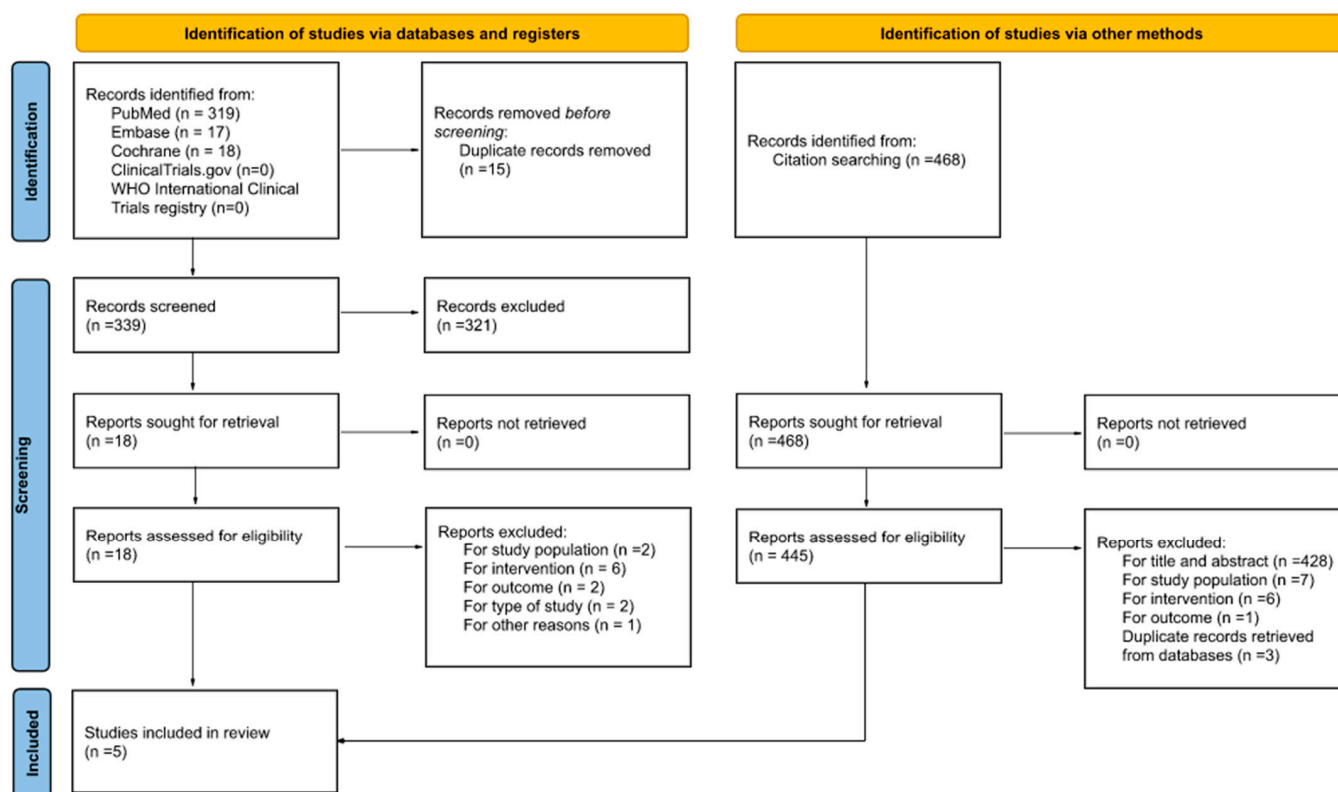 Identification of studies via databases and registers
Identification of studies via other methods
Identification
Records identified from:
PubMed (n = 319)
Embase (n = 17)
Cochrane (n = 18)
ClinicalTrials.gov (n=0)
WHO International Clinical
Trials registry (n=0)
Records removed before
screening:
Duplicate records removed
(n =15)
Records identified from:
Citation searching (n =468)
Screening
Records screened
(n =339)
Records excluded
(n =321)
Reports sought for retrieval
(n =18)
Reports not retrieved
(n =0)
Reports sought for retrieval
(n =468)
Reports not retrieved
(n =0)
Reports assessed for eligibility
(n =18)
Reports excluded:
For study population (n =2)
For intervention (n = 6)
For outcome (n = 2)
For type of study (n = 2)
For other reasons (n = 1)
Reports assessed for eligibility
(n = 445)
Reports excluded:
For title and abstract (n =428)
For study population (n =7)
For intervention (n =6)
For outcome (n =1)
Duplicate records retrieved
from databases (n =3)
Included
Studies included in review
(n =5)